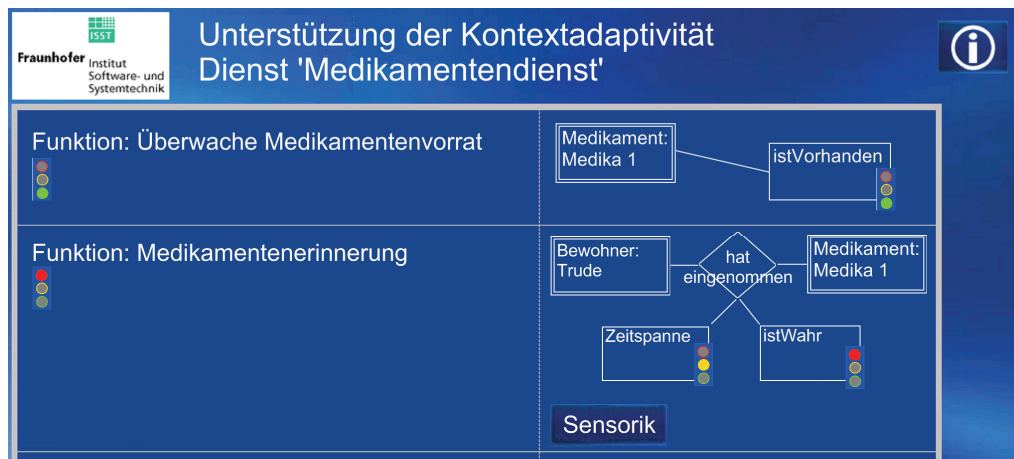 ISST
Fraunhofer Institut
Software- und
Systemtechnik
Unterstützung der Kontextadaptivität
Dienst 'Medikamentendienst'
i
Funktion: Überwache Medikamentenvorrat
Medikament:
Medika 1
istVorhanden
Funktion: Medikamentenerinnerung
Bewohner:
Trude
hat
eingenommen
Medikament:
Medika 1
Zeitspanne
istWahr
Sensorik